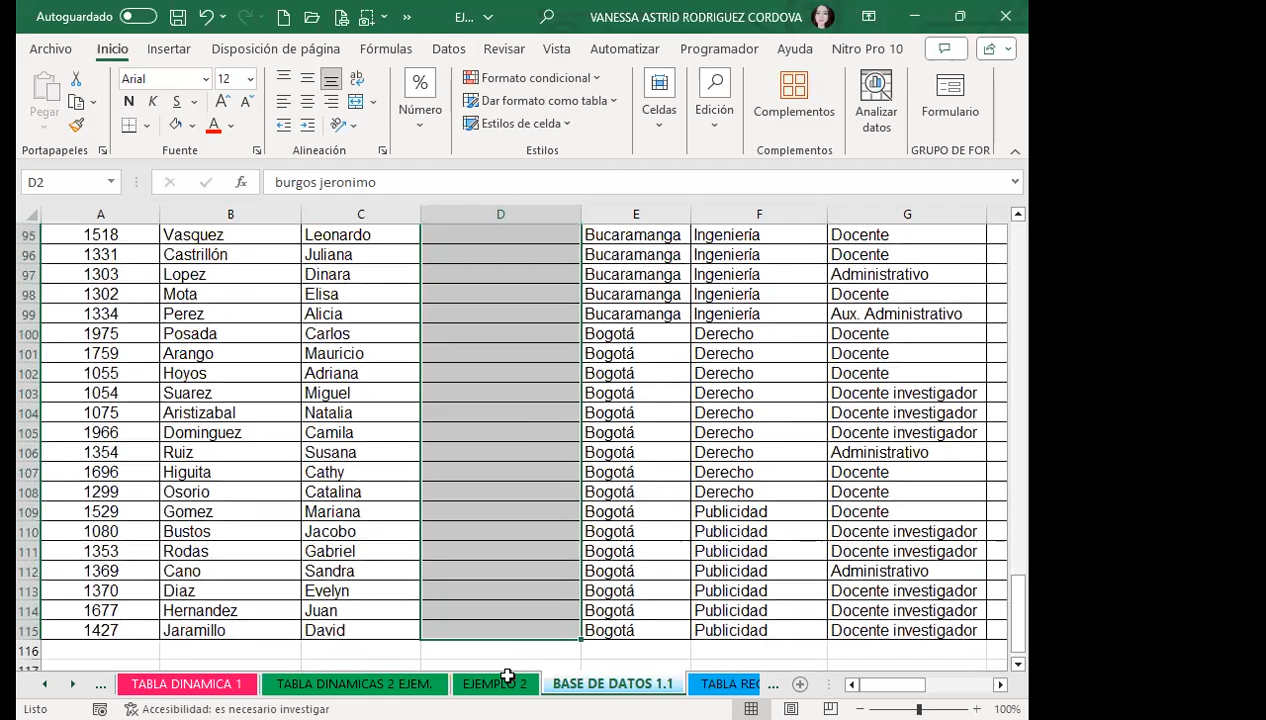 Autoguardado EJ... VANESSA ASTRID RODRIGUEZ CORDOVA
Archivo Inicio Insertar Disposición de página Fórmulas Datos Revisar Vista Automatizar Programador Ayuda Nitro Pro 10
Pegar Arial 12 Número Formato condicional Celdas Edición Complementos Analizar datos Formulario
N K S Dar formato como tabla
Estilos de celda
Portapapeles Fuente Alineación Estilos Complementos GRUPO DE FOR
D2 fx burgos jeronimo
A B C D E F G
95 1518 Vasquez Leonardo Bucaramanga Ingeniería Docente
96 1331 Castrillón Juliana Bucaramanga Ingeniería Docente
97 1303 Lopez Dinara Bucaramanga Ingeniería Administrativo
98 1302 Mota Elisa Bucaramanga Ingeniería Docente
99 1334 Perez Alicia Bucaramanga Ingeniería Aux. Administrativo
100 1975 Posada Carlos Bogotá Derecho Docente
101 1759 Arango Mauricio Bogotá Derecho Docente
102 1055 Hoyos Adriana Bogotá Derecho Docente
103 1054 Suarez Miguel Bogotá Derecho Docente investigador
104 1075 Aristizabal Natalia Bogotá Derecho Docente investigador
105 1966 Dominguez Camila Bogotá Derecho Docente investigador
106 1354 Ruiz Susana Bogotá Derecho Administrativo
107 1696 Higuita Cathy Bogotá Derecho Docente
108 1299 Osorio Catalina Bogotá Derecho Docente
109 1529 Gomez Mariana Bogotá Publicidad Docente
110 1080 Bustos Jacobo Bogotá Publicidad Docente investigador
111 1353 Rodas Gabriel Bogotá Publicidad Docente investigador
112 1369 Cano Sandra Bogotá Publicidad Administrativo
113 1370 Diaz Evelyn Bogotá Publicidad Docente investigador
114 1677 Hernandez Juan Bogotá Publicidad Docente investigador
115 1427 Jaramillo David Bogotá Publicidad Docente investigador
116
117
... TABLA DINAMICA 1 TABLA DINAMICAS 2 EJEM. EJEMPLO 2 BASE DE DATOS 1.1 TABLA REC ...
Listo Accesibilidad: es necesario investigar 100%